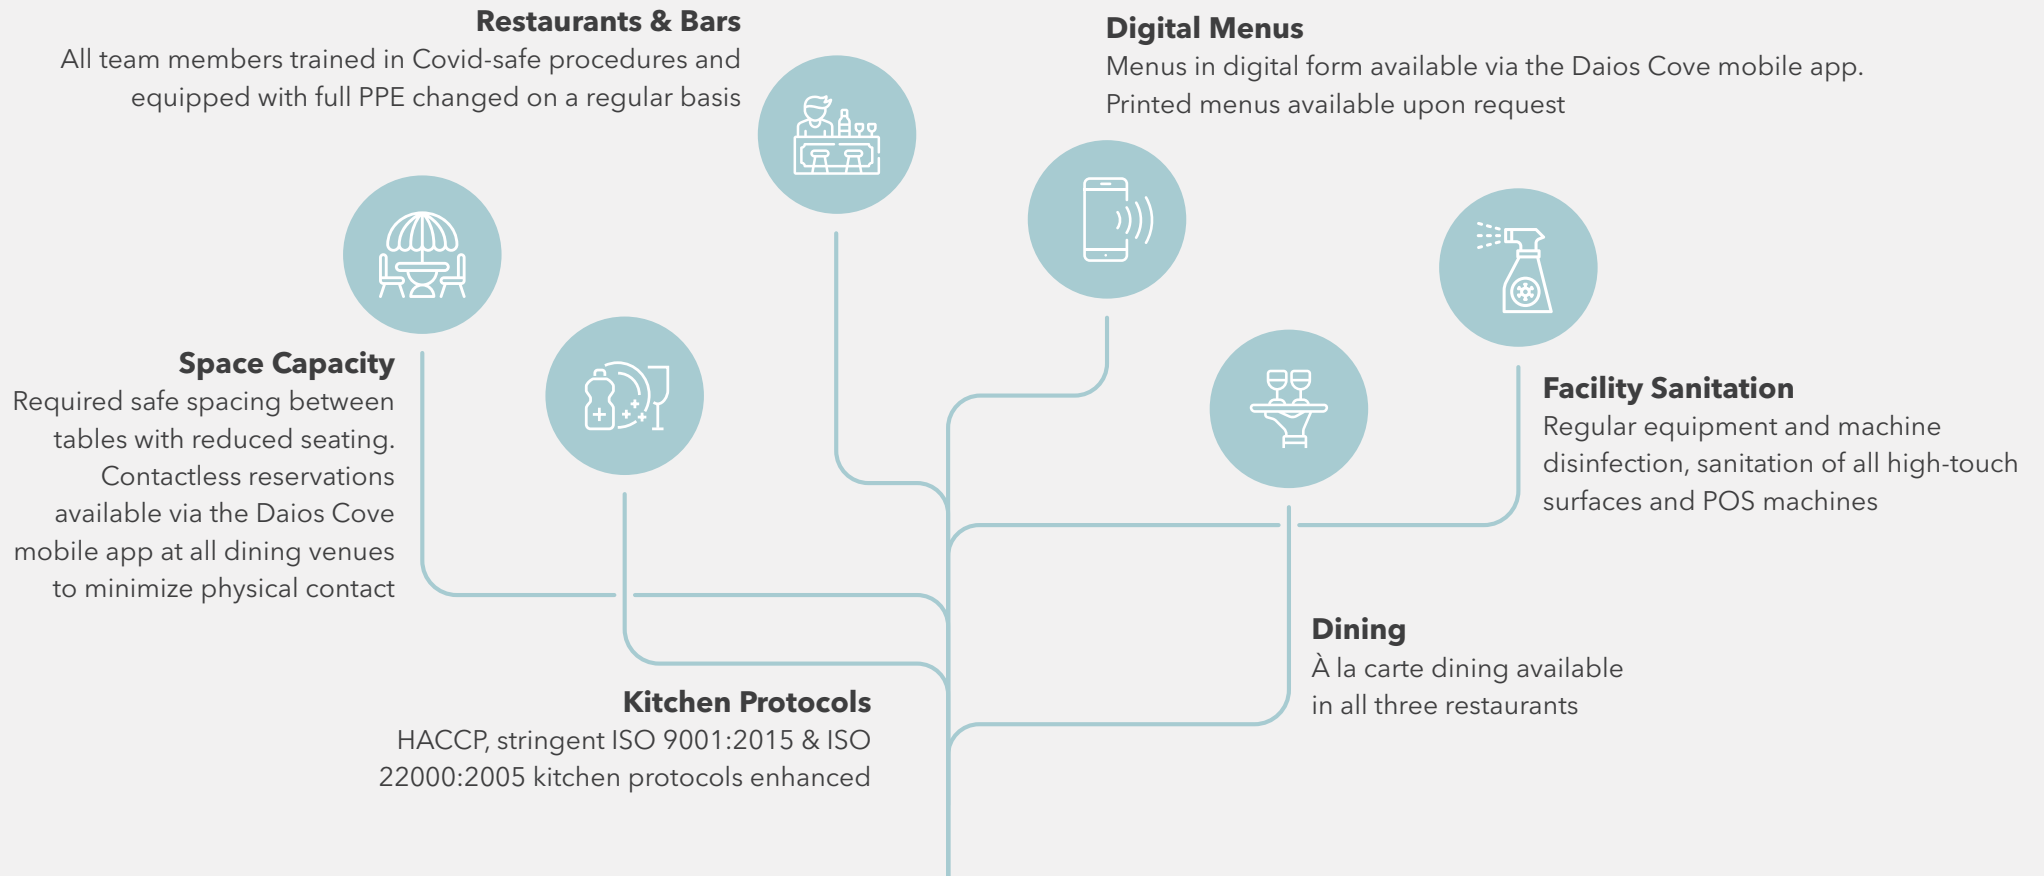 Restaurants & Bars
All team members trained in Covid-safe procedures and
equipped with full PPE changed on a regular basis
Digital Menus
Menus in digital form available via the Daios Cove mobile app.
Printed menus available upon request
Space Capacity
Required safe spacing between
tables with reduced seating.
Contactless reservations
available via the Daios Cove
mobile app at all dining venues
to minimize physical contact
Facility Sanitation
Regular equipment and machine
disinfection, sanitation of all high-touch
surfaces and POS machines
Kitchen Protocols
HACCP, stringent ISO 9001:2015 & ISO
22000:2005 kitchen protocols enhanced
Dining
À la carte dining available
in all three restaurants